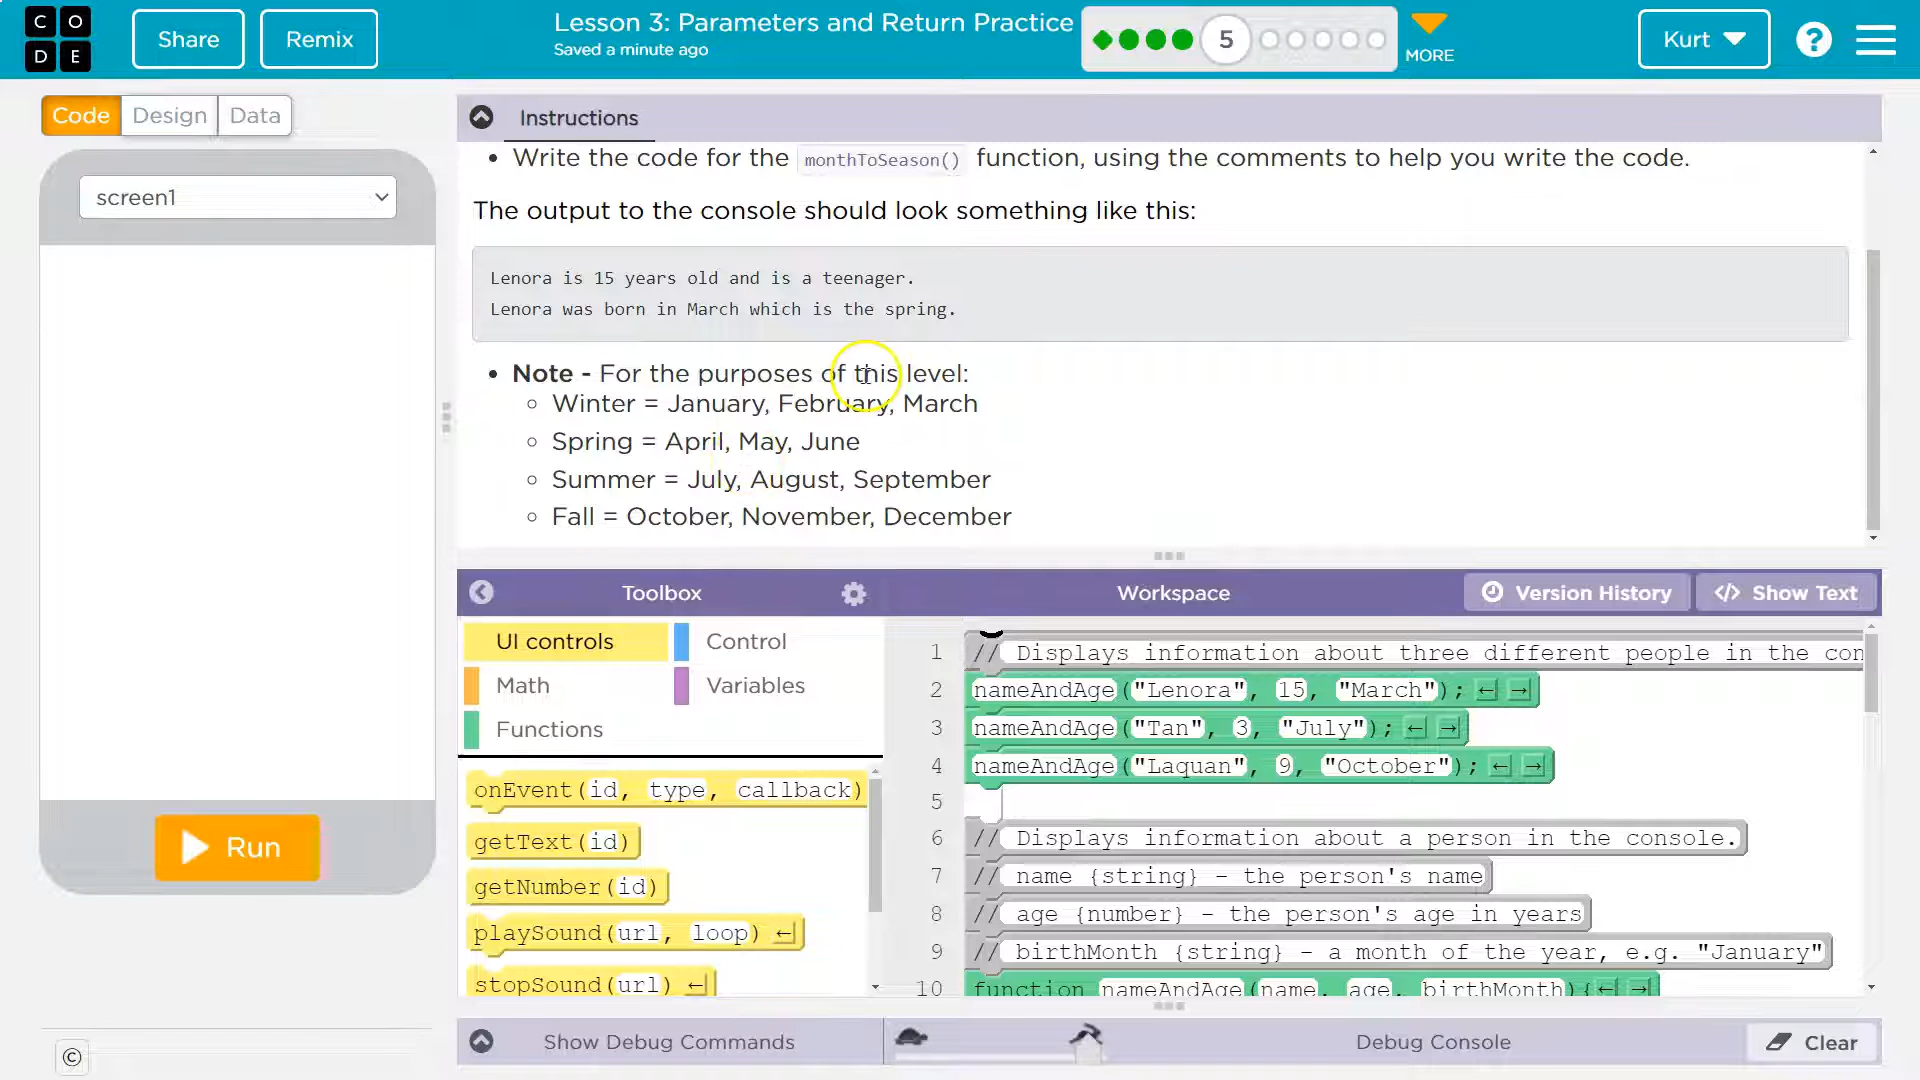 C O D E
Share
Remix
Lesson 3: Parameters and Return Practice
Saved a minute ago
5
MORE
Kurt
?
Code
Design
Data
Instructions
screen1
Write the code for the monthToSeason() function, using the comments to help you write the code.
The output to the console should look something like this:
Lenora is 15 years old and is a teenager.
Lenora was born in March which is the spring.
Note - For the purposes of this level:
Winter = January, February, March
Spring = April, May, June
Summer = July, August, September
Fall = October, November, December
Toolbox
Workspace
Version History
Show Text
UI controls
Control
Math
Variables
Functions
onEvent(id, type, callback)
getText(id)
getNumber(id)
playSound(url, loop)
stopSound(url)
1 // Displays information about three different people in the con
2 nameAndAge("Lenora", 15, "March");
3 nameAndAge("Tan", 3, "July");
4 nameAndAge("Laquan", 9, "October");
5
6 // Displays information about a person in the console.
7 // name {string} - the person's name
8 // age {number} - the person's age in years
9 // birthMonth {string} - a month of the year, e.g. "January"
10 function nameAndAge(name, age, birthMonth){
Run
©
Show Debug Commands
Debug Console
Clear